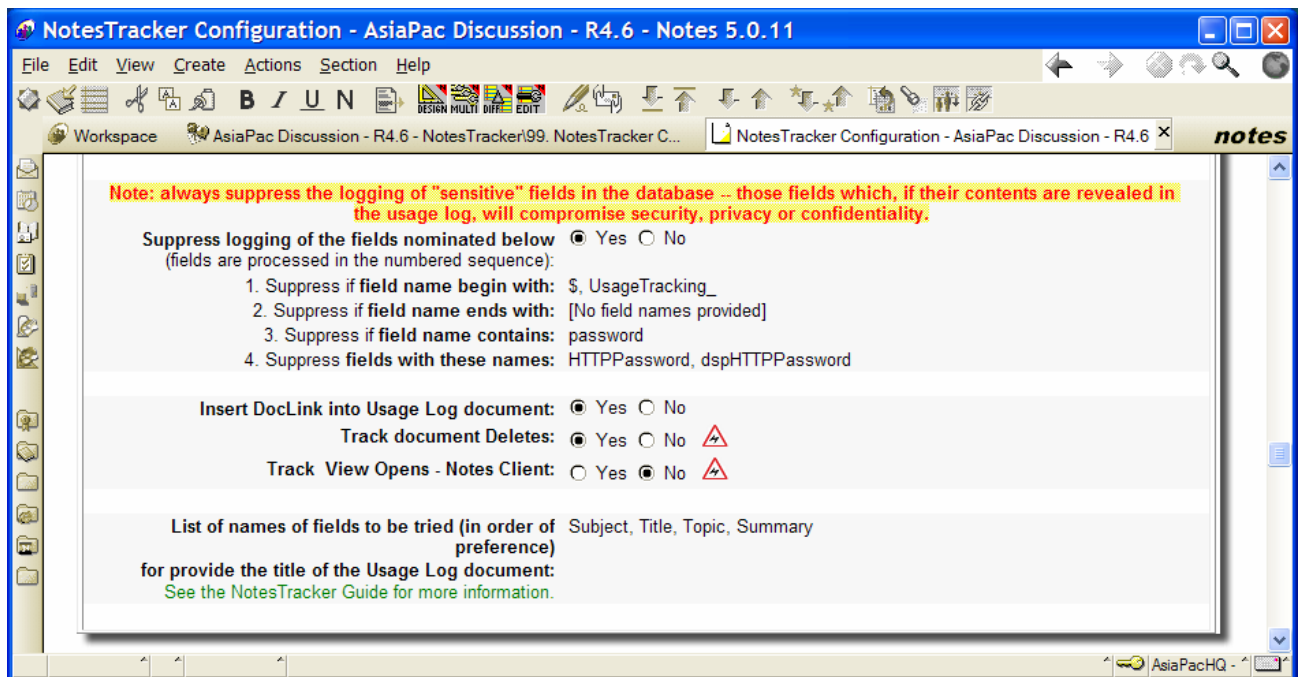 NotesTracker Configuration - AsiaPac Discussion - R4.6 - Notes 5.0.11
File Edit View Create Actions Section Help
B I U N DESIGN MULTI DIFF EDIT
Workspace AsiaPac Discussion - R4.6 - NotesTracker\99. NotesTracker C... NotesTracker Configuration - AsiaPac Discussion - R4.6 notes
Note: always suppress the logging of "sensitive" fields in the database -- those fields which, if their contents are revealed in
the usage log, will compromise security, privacy or confidentiality.
Suppress logging of the fields nominated below Yes No
(fields are processed in the numbered sequence):
1. Suppress if field name begin with: $, UsageTracking_
2. Suppress if field name ends with: [No field names provided]
3. Suppress if field name contains: password
4. Suppress fields with these names: HTTPPassword, dspHTTPPassword
Insert DocLink into Usage Log document: Yes No
Track document Deletes: Yes No
Track View Opens - Notes Client: Yes No
List of names of fields to be tried (in order of Subject, Title, Topic, Summary
preference)
for provide the title of the Usage Log document:
See the NotesTracker Guide for more information.
AsiaPacHQ -